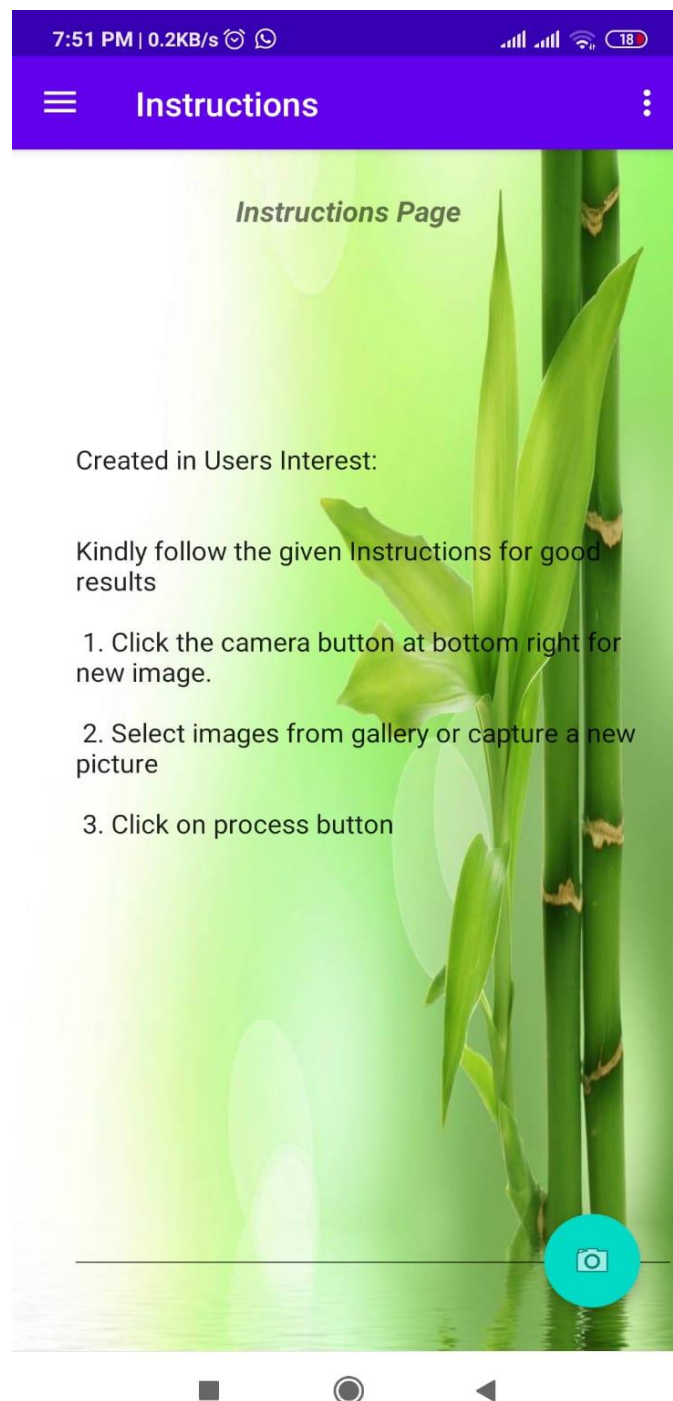 7:51 PM | 0.2KB/s
18
Instructions
Instructions Page
Created in Users Interest:
Kindly follow the given Instructions for good
results
1. Click the camera button at bottom right for
new image.
2. Select images from gallery or capture a new
picture
3. Click on process button